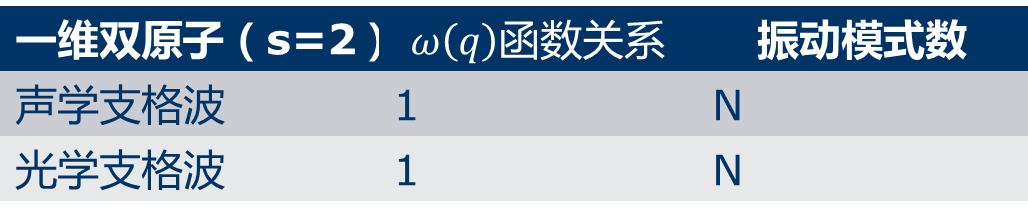 一维双原子（s=2） ω(q)函数关系 振动模式数
声学支格波 1 N
光学支格波 1 N